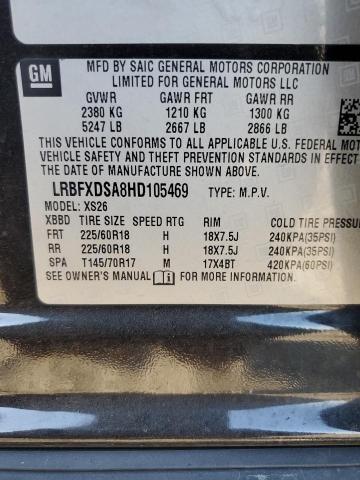 GM
MFD BY SAIC GENERAL MOTORS CORPORATION
LIMITED FOR GENERAL MOTORS LLC
GVWR GAWR FRT GAWR RR
2380 KG 1210 KG 1300 KG
5247 LB 2667 LB 2866 LB
THIS VEHICLE CONFORMS TO ALL APPLICABLE U.S. FEDERAL MOTOR
VEHICLE SAFETY AND THEFT PREVENTION STANDARDS IN EFFECT
THE DATE OF MANUFACTURE SHOWN ABOVE.
LRBFXDSA8HD105469 TYPE: M.P.V.
MODEL: XS26
XBBD TIRE SIZE SPEED RTG RIM COLD TIRE
FRT 225/60R18 H 18X7.5J 240KPA(35PSI)
RR 225/60R18 H 18X7.5J 240KPA(35PSI)
SPA T145/70R17 M 17X4BT 420KPA(60PSI)
SEE OWNER'S MANUAL FOR MORE INFORMATION.